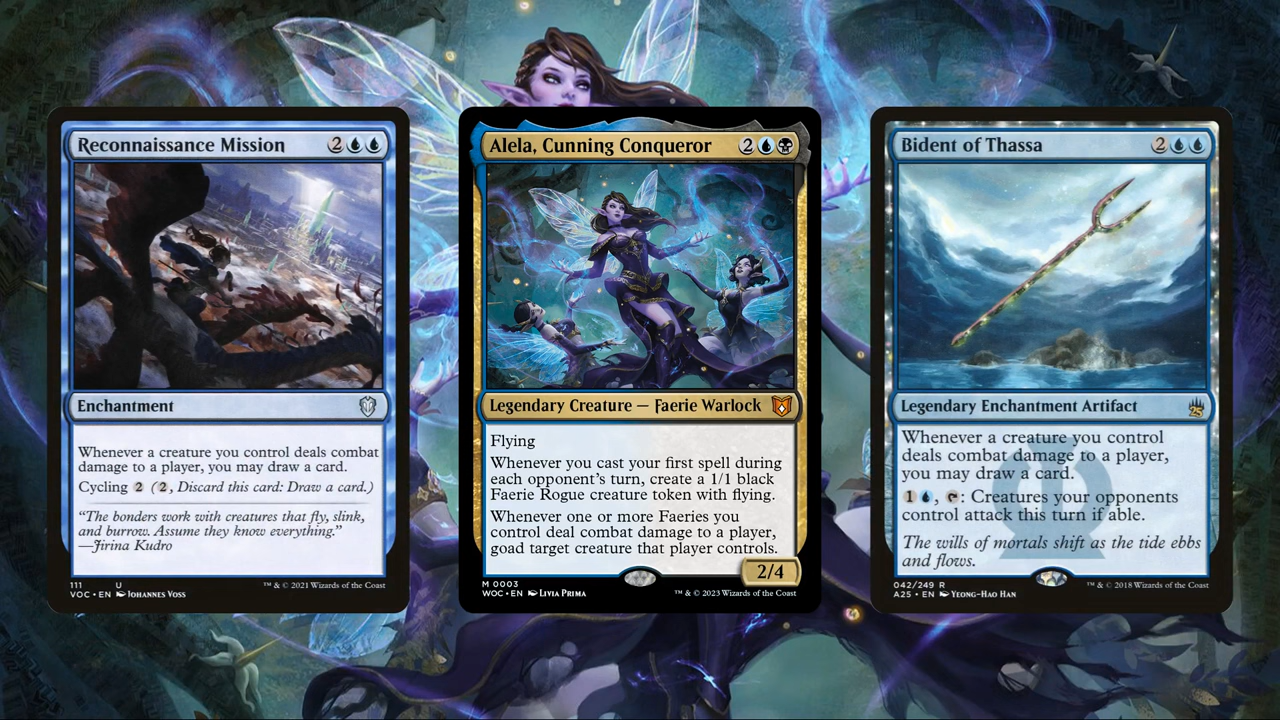 Reconnaissance Mission 2
Enchantment
Whenever a creature you control deals combat
damage to a player, you may draw a card.
Cycling 2 (2, Discard this card: Draw a card.)
“The bonders work with creatures that fly, slink,
and burrow. Assume they know everything.”
—Jirina Kudro
111 U
VOC • EN Johannes Voss
™ & © 2021 Wizards of the Coast
Alela, Cunning Conqueror 2
Legendary Creature — Faerie Warlock
Flying
Whenever you cast your first spell during
each opponent's turn, create a 1/1 black
Faerie Rogue creature token with flying.
Whenever one or more Faeries you
control deal combat damage to a player,
goad target creature that player controls.
2/4
M 0003
WOC • EN Livia Prima
™ & © 2023 Wizards of the Coast
Bident of Thassa 2
Legendary Enchantment Artifact
25
Whenever a creature you control
deals combat damage to a player,
you may draw a card.
1 , : Creatures your opponents
control attack this turn if able.
The wills of mortals shift as the tide ebbs
and flows.
042/249 R
A25 • EN Yeong-Hao Han
™ & © 2018 Wizards of the Coast